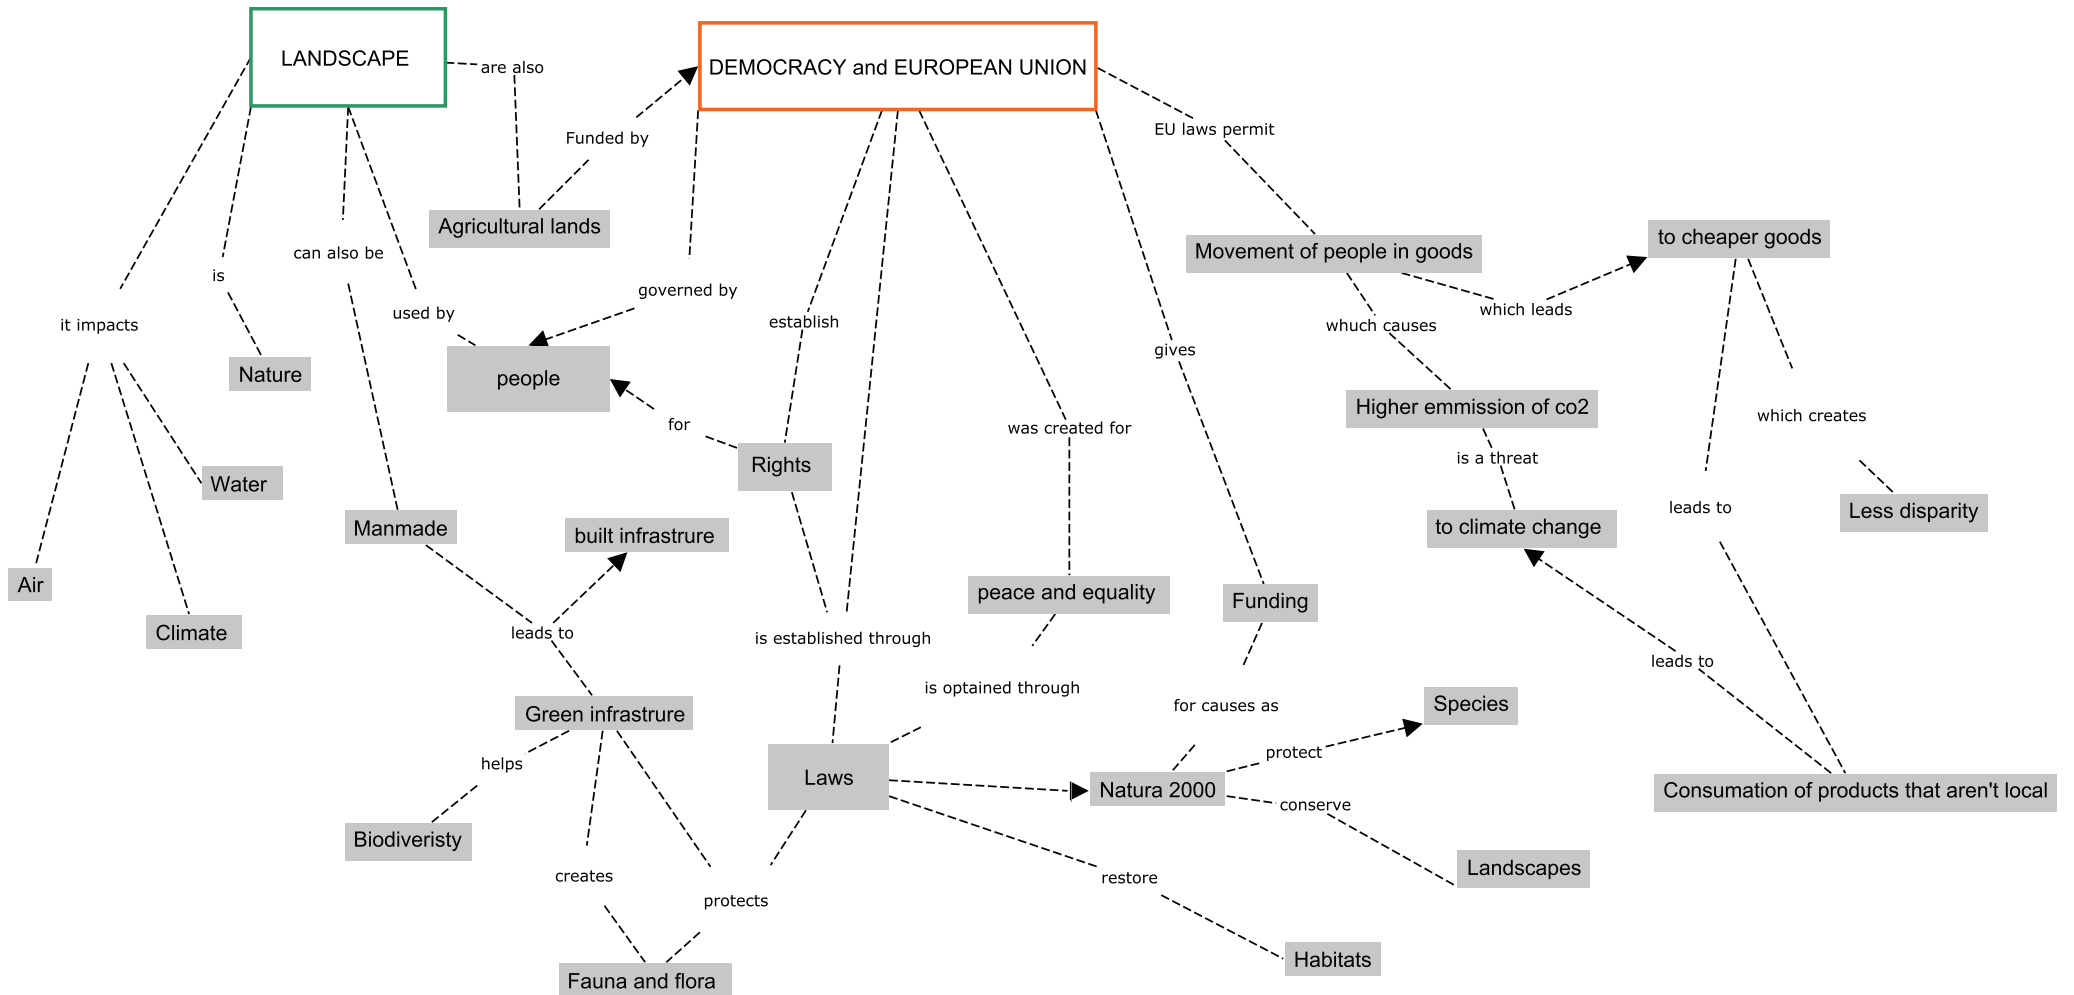 LANDSCAPE
are also
DEMOCRACY and EUROPEAN UNION
Funded by
EU laws permit
Agricultural lands
can also be
is
it impacts
used by
governed by
establish
gives
Movement of people in goods
to cheaper goods
which leads
whuch causes
Nature
people
for
was created for
Higher emmission of co2
which creates
is a threat
Rights
Water
Manmade
built infrastrure
to climate change
leads to
Less disparity
Air
Climate
leads to
is established through
peace and equality
Funding
is optained through
for causes as
leads to
Green infrastrure
Species
helps
protect
Laws
Natura 2000
conserve
Consumation of products that aren't local
Biodiveristy
creates
protects
restore
Landscapes
Fauna and flora
Habitats